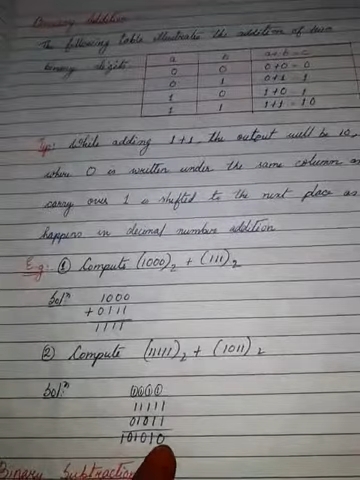 Binary Addition
The following table illustrates the addition of two
binary digits.
a b a+b=c
0 0 0+0=0
0 1 0+1=1
1 0 1+0=1
1 1 1+1=10
Tip: While adding 1+1, the output will be 10,
where 0 is written under the same column and
carry over 1 is shifted to the next place as
happens in decimal number addition
E.g: ① Compute (1000)₂ + (111)₂
Solⁿ 1000
+ 0111
1111
② Compute (11111)₂ + (1011)₂
Solⁿ ①①①①
11111
01011
101010
Binary Subtraction